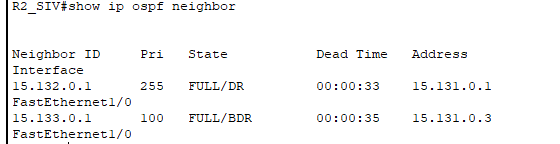 R2_SIV#show ip ospf neighbor
Neighbor ID Pri State Dead Time Address
Interface
15.132.0.1 255 FULL/DR 00:00:33 15.131.0.1
FastEthernet1/0
15.133.0.1 100 FULL/BDR 00:00:35 15.131.0.3
FastEthernet1/0